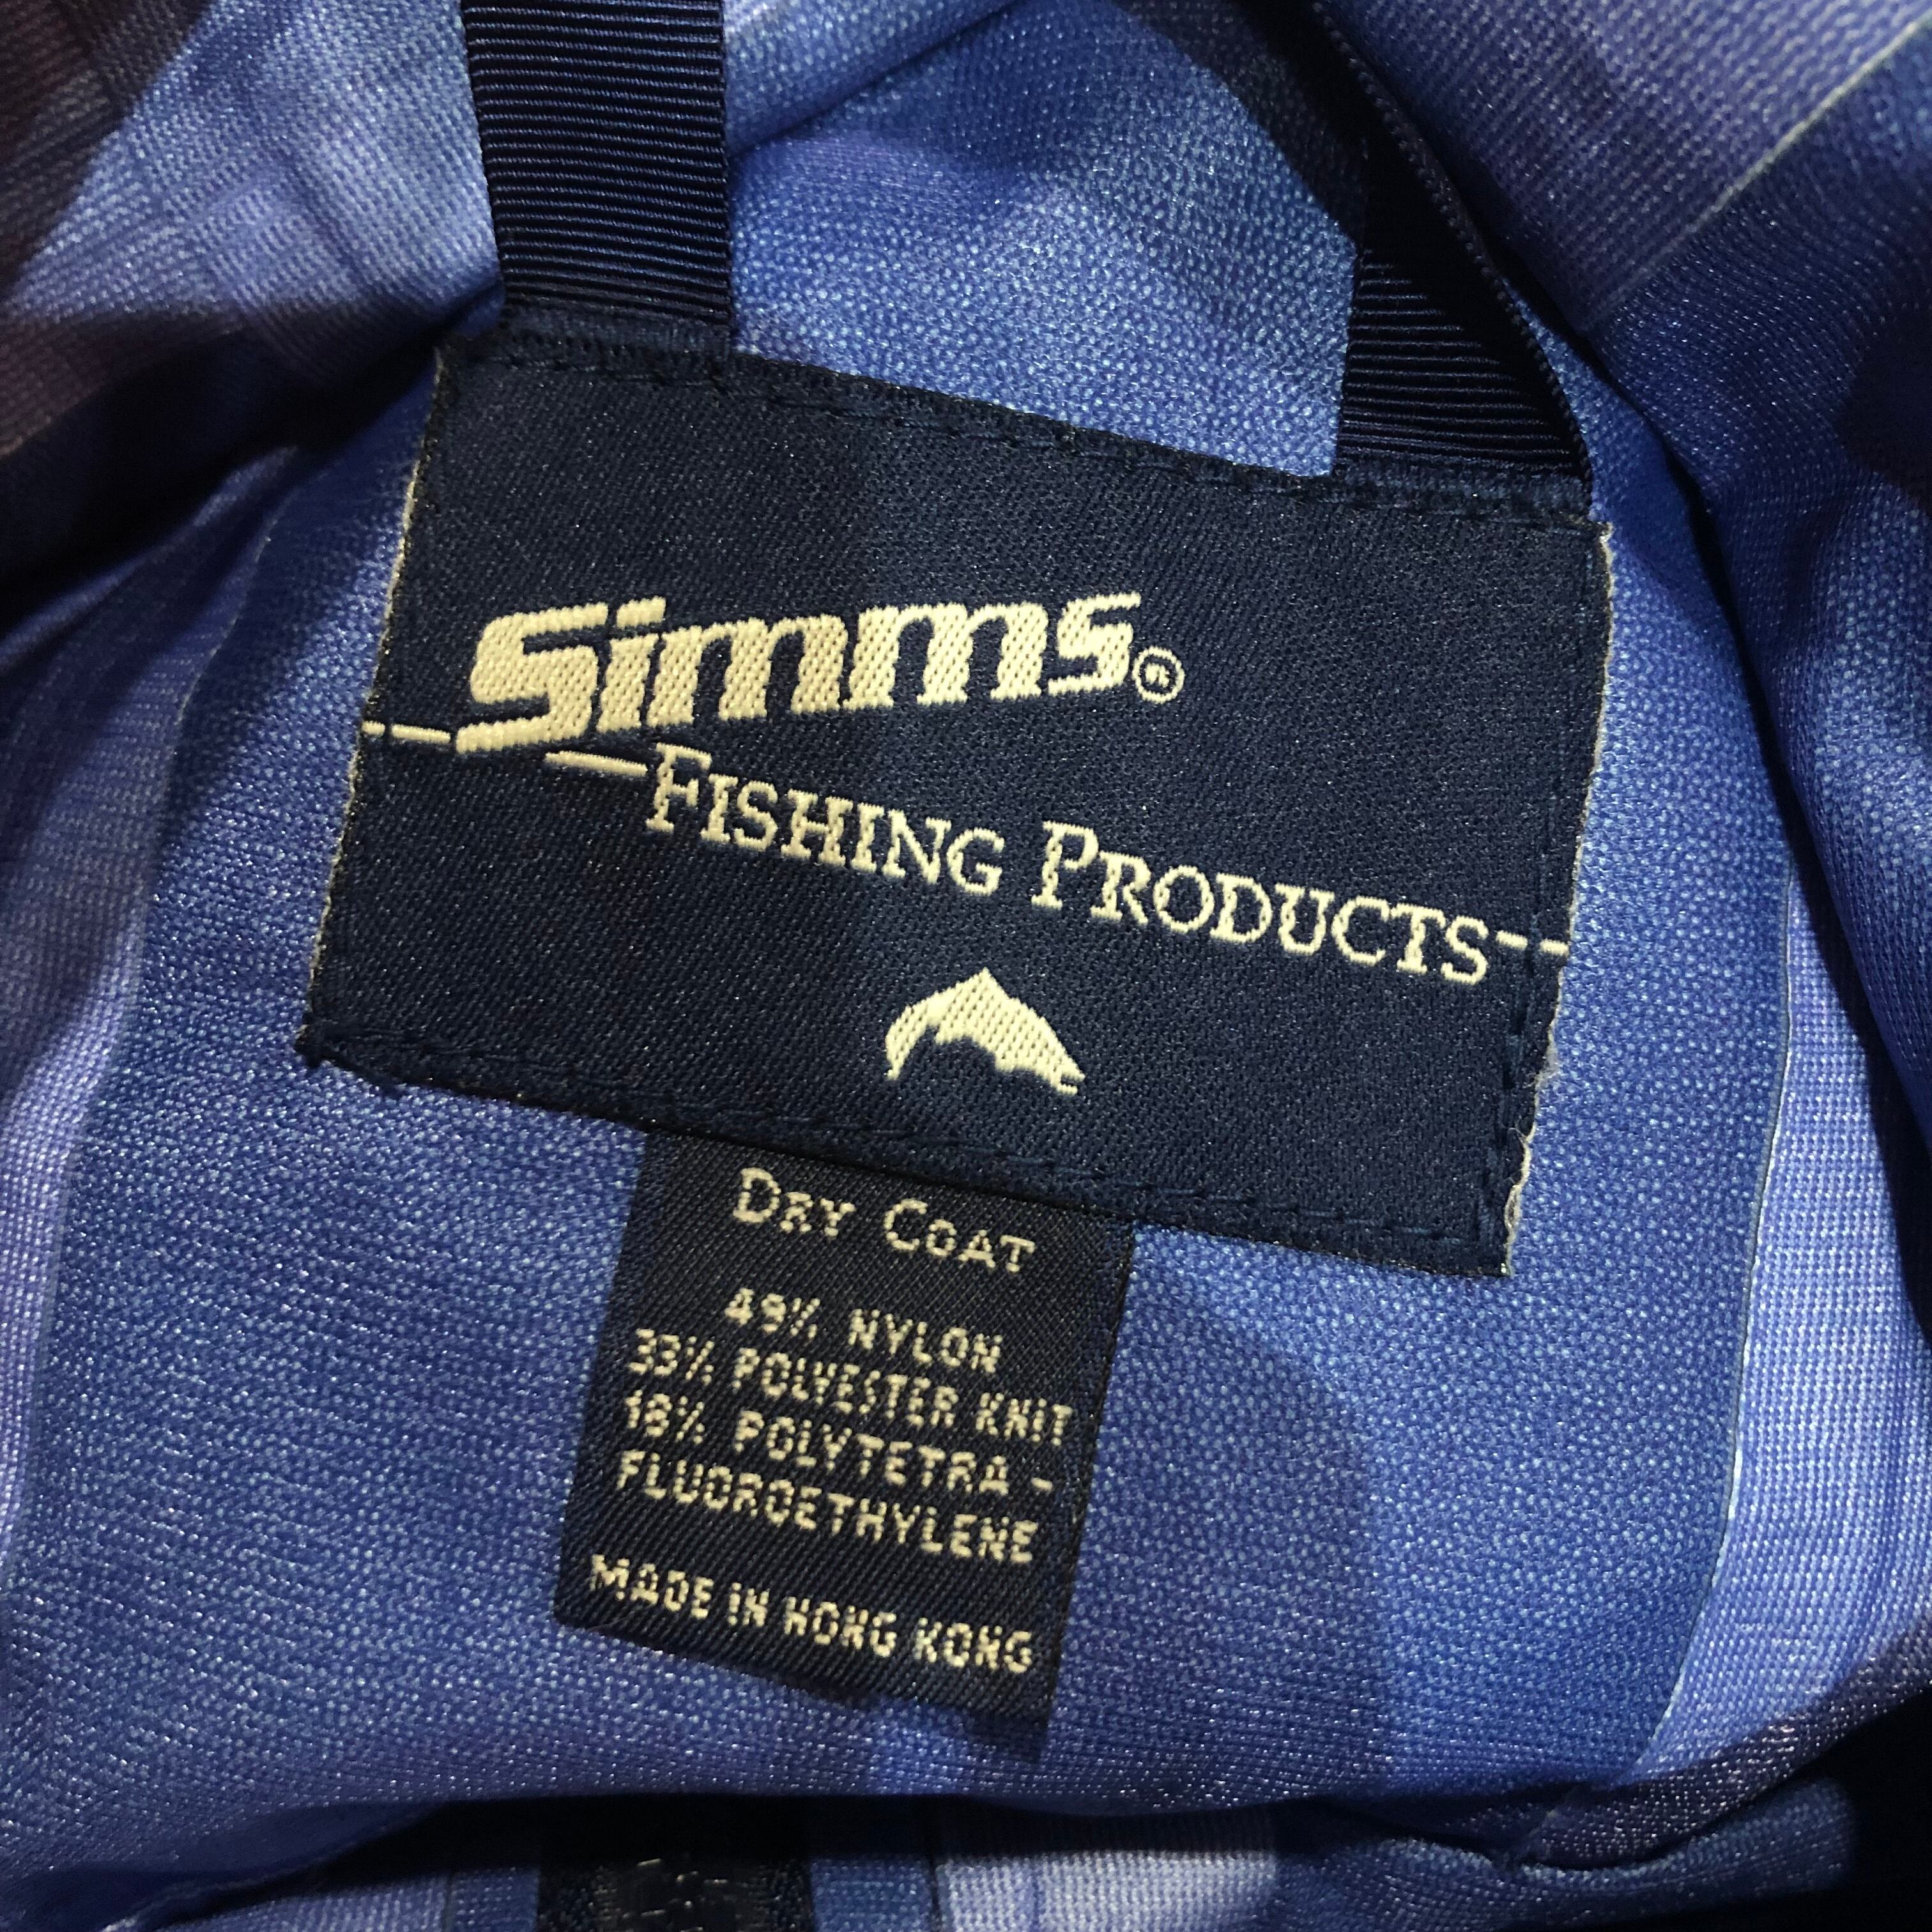 Simms®
FISHING PRODUCTS
DRY COAT
49% NYLON
33% POLYESTER KNIT
18% POLYTETRA -
FLUOROETHYLENE
MADE IN HONG KONG